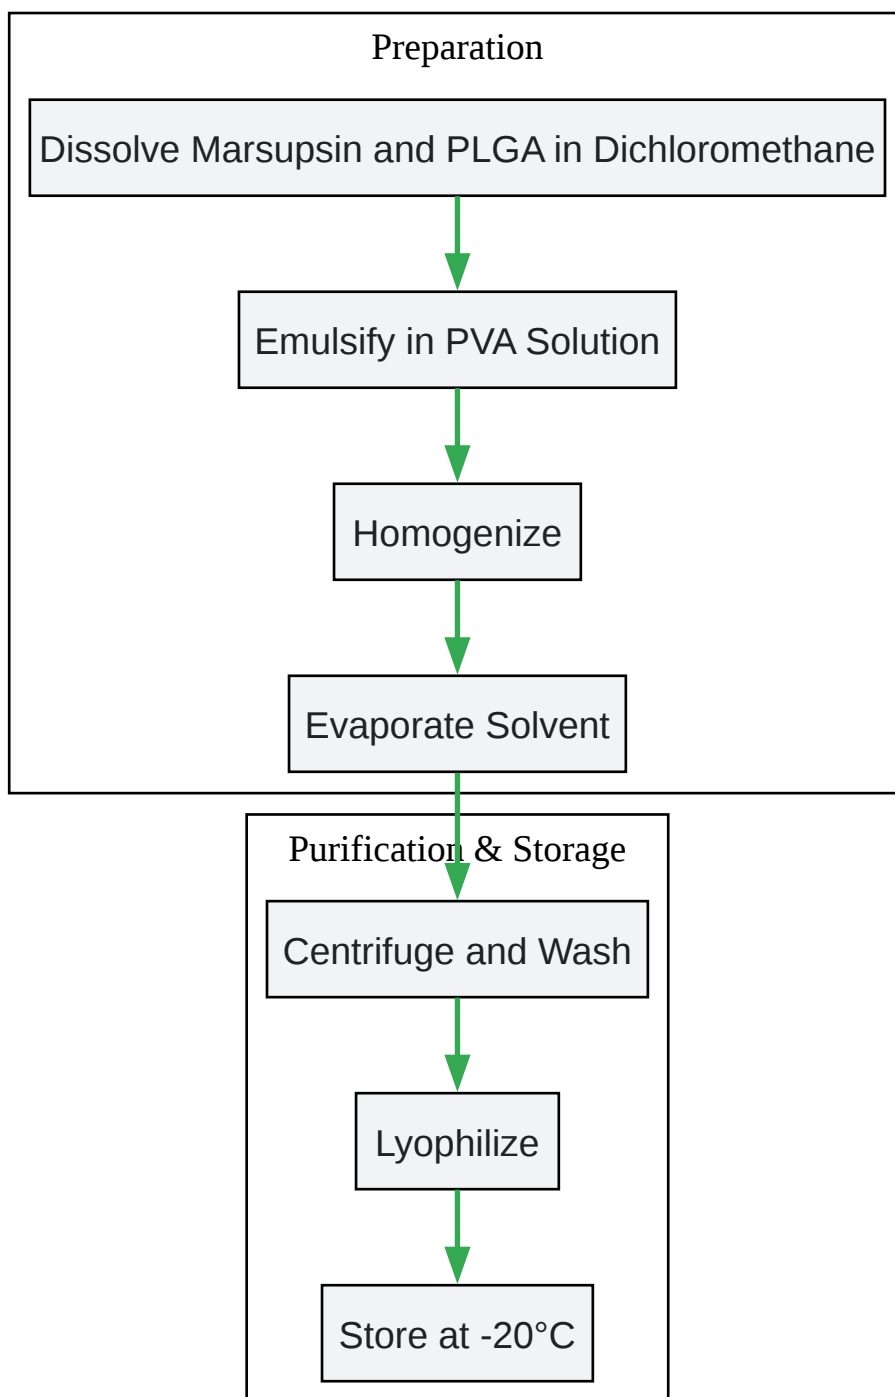 Preparation
Dissolve Marsupsin and PLGA in Dichloromethane
Emulsify in PVA Solution
Homogenize
Evaporate Solvent
Purification & Storage
Centrifuge and Wash
Lyophilize
Store at -20°C